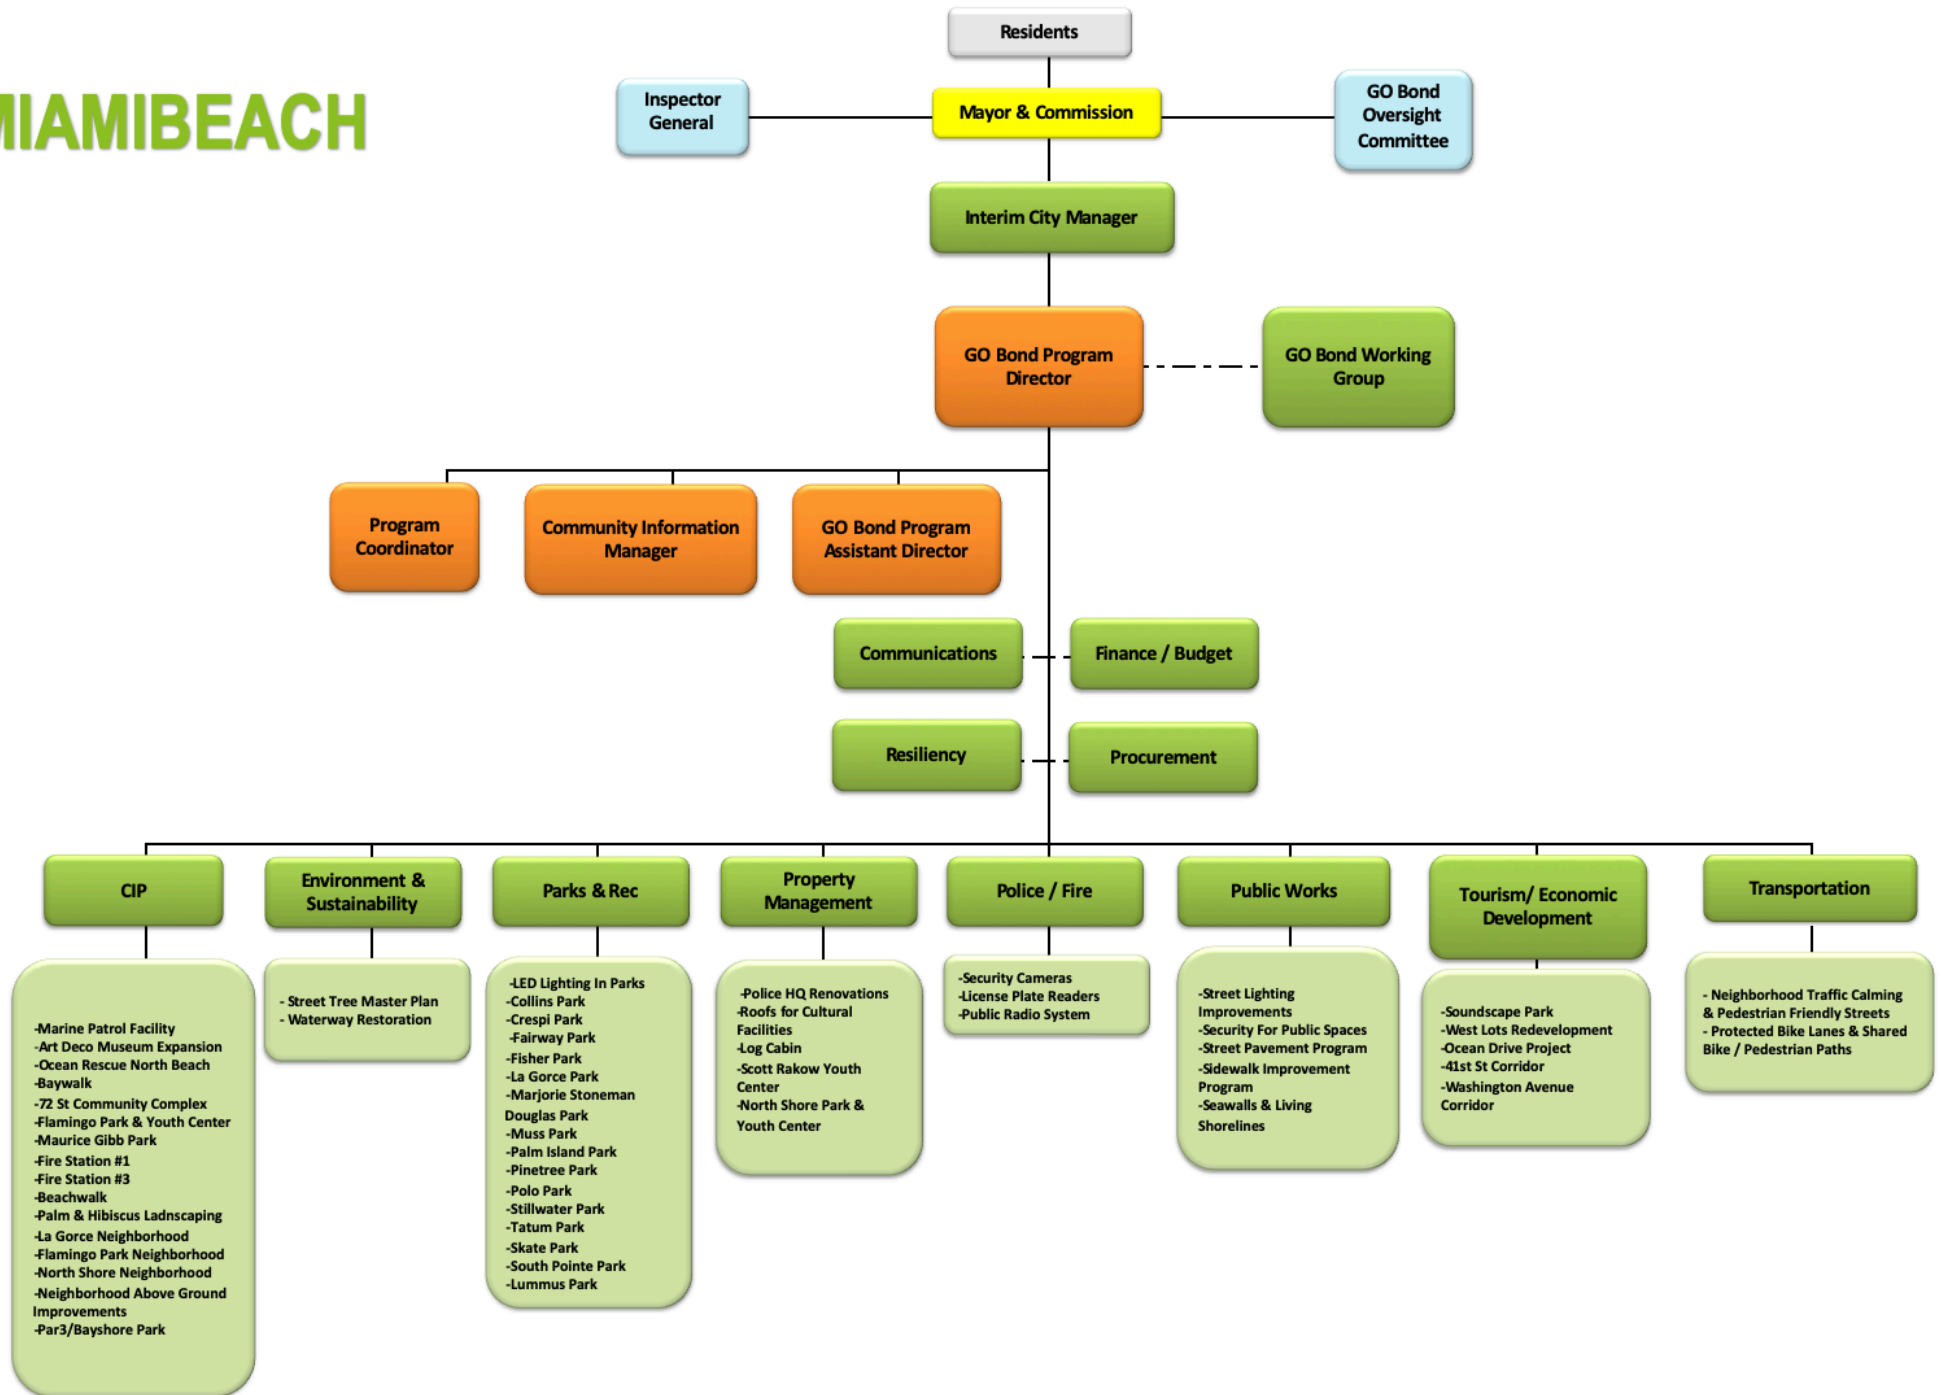 MIAMIBEACH
Residents
Inspector
General
Mayor & Commission
GO Bond
Oversight
Committee
Interim City Manager
GO Bond Program
Director
GO Bond Working
Group
Program
Coordinator
Community Information
Manager
GO Bond Program
Assistant Director
Communications
Finance / Budget
Resiliency
Procurement
CIP
-Marine Patrol Facility
-Art Deco Museum Expansion
-Ocean Rescue North Beach
-Baywalk
-72 St Community Complex
-Flamingo Park & Youth Center
-Maurice Gibb Park
-Fire Station #1
-Fire Station #3
-Beachwalk
-Palm & Hibiscus Ladnscaping
-La Gorce Neighborhood
-Flamingo Park Neighborhood
-North Shore Neighborhood
-Neighborhood Above Ground
Improvements
-Par3/Bayshore Park
Environment &
Sustainability
- Street Tree Master Plan
- Waterway Restoration
Parks & Rec
-LED Lighting In Parks
-Collins Park
-Crespi Park
-Fairway Park
-Fisher Park
-La Gorce Park
-Marjorie Stoneman
Douglas Park
-Muss Park
-Palm Island Park
-Pinetree Park
-Polo Park
-Stillwater Park
-Tatum Park
-Skate Park
-South Pointe Park
-Lummus Park
Property
Management
-Police HQ Renovations
-Roofs for Cultural
Facilities
-Log Cabin
-Scott Rakow Youth
Center
-North Shore Park &
Youth Center
Police / Fire
-Security Cameras
-License Plate Readers
-Public Radio System
Public Works
-Street Lighting
Improvements
-Security For Public Spaces
-Street Pavement Program
-Sidewalk Improvement
Program
-Seawalls & Living
Shorelines
Tourism/ Economic
Development
-Soundscape Park
-West Lots Redevelopment
-Ocean Drive Project
-41st St Corridor
-Washington Avenue
Corridor
Transportation
- Neighborhood Traffic Calming
& Pedestrian Friendly Streets
- Protected Bike Lanes & Shared
Bike / Pedestrian Paths